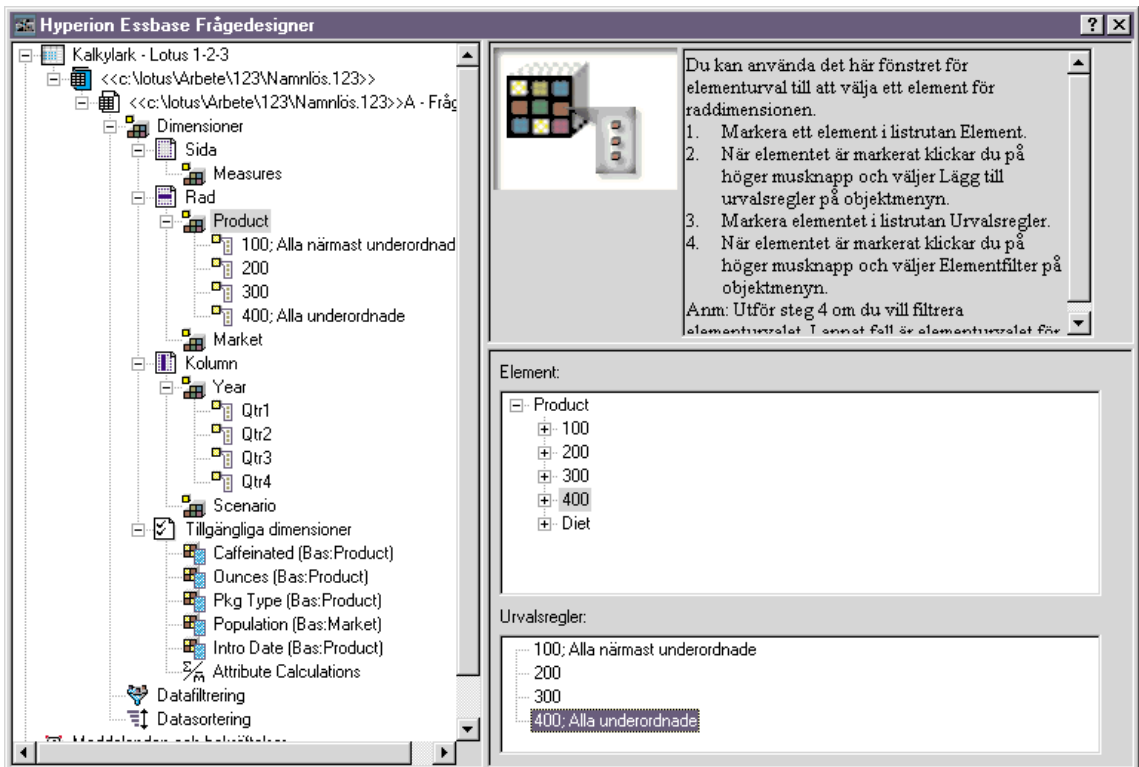 Hyperion Essbase Frågedesigner
Kalkylark - Lotus 1-2-3
<<c:\lotus\Arbete\123\Namnlös.123>>
<<c:\lotus\Arbete\123\Namnlös.123>>A - Fråg
Dimensioner
Sida
Measures
Rad
Product
100; Alla närmast underordnad
200
300
400; Alla underordnade
Market
Kolumn
Year
Qtr1
Qtr2
Qtr3
Qtr4
Scenario
Tillgängliga dimensioner
Caffeinated (Bas:Product)
Ounces (Bas:Product)
Pkg Type (Bas:Product)
Population (Bas:Market)
Intro Date (Bas:Product)
Attribute Calculations
Datafiltrering
Datasortering
Meddelanden och bekräftelser
Du kan använda det här fönstret för
elementurval till att välja ett element för
raddimensionen.
1. Markera ett element i listrutan Element.
2. När elementet är markerat klickar du på
höger musknapp och väljer Lägg till
urvalsregler på objektmenyn.
3. Markera elementet i listrutan Urvalsregler.
4. När elementet är markerat klickar du på
höger musknapp och väljer Elementfilter på
objektmenyn.
Anm: Utför steg 4 om du vill filtrera
elementurvalet. I annat fall är elementurvalet för
Element:
Product
100
200
300
400
Diet
Urvalsregler:
100; Alla närmast underordnade
200
300
400; Alla underordnade